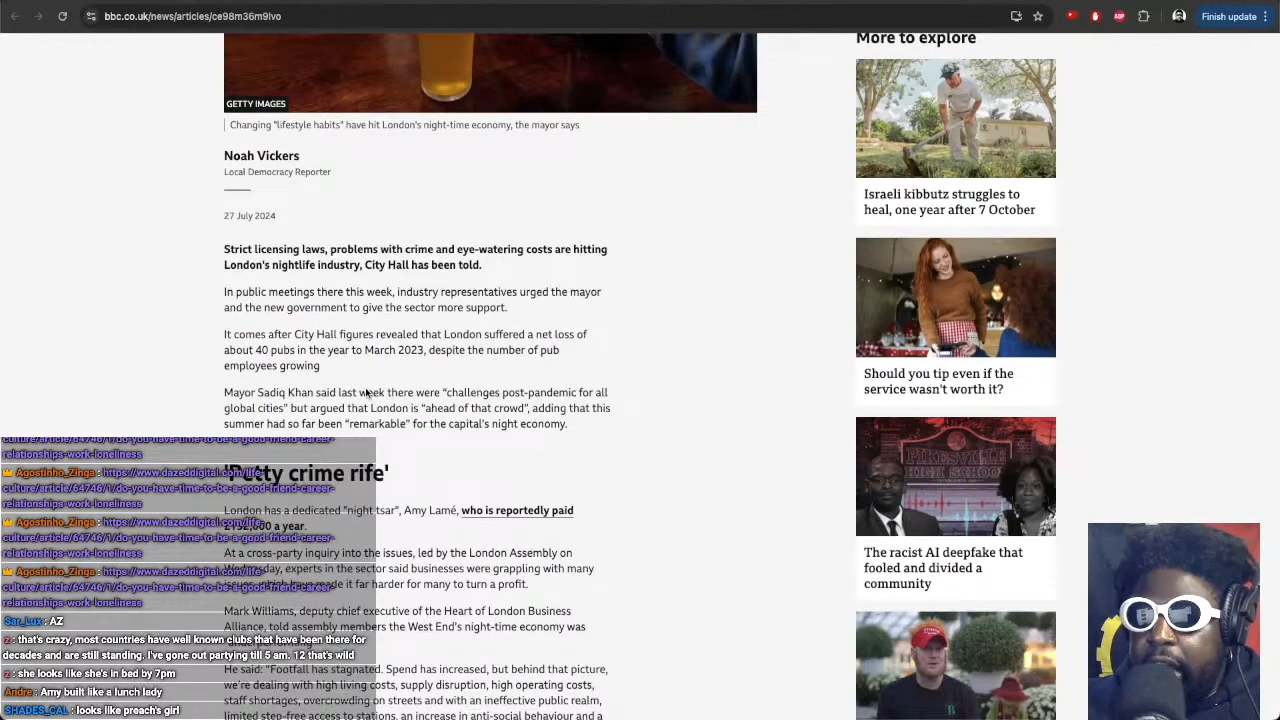 bbc.co.uk/news/articles/ce98m36m9lvo
Finish update
GETTY IMAGES
Changing "lifestyle habits" have hit London's night-time economy, the mayor says
Noah Vickers
Local Democracy Reporter
27 July 2024
Strict licensing laws, problems with crime and eye-watering costs are hitting
London's nightlife industry, City Hall has been told.
In public meetings there this week, industry representatives urged the mayor
and the new government to give the sector more support.
It comes after City Hall figures revealed that London suffered a net loss of
about 40 pubs in the year to March 2023, despite the number of pub
employees growing
Mayor Sadiq Khan said last week there were “challenges post-pandemic for all
global cities” but argued that London is “ahead of that crowd”, adding that this
summer had so far been “remarkable” for the capital’s night economy.
crime rife'
London has a dedicated "night tsar", Amy Lamé, who is reportedly paid
a year.
At a cross-party inquiry into the issues, led by the London Assembly on
Wednesday, experts in the sector said businesses were grappling with many
made it far harder for many to turn a profit.
Mark Williams, deputy chief executive of the Heart of London Business
Alliance, told assembly members the West End's night-time economy was
He said: "Footfall has stagnated. Spend has increased, but behind that picture,
we're dealing with high living costs, supply disruption, high operating costs,
staff shortages, overcrowding on streets and with an ineffective public realm,
limited step-free access to stations, an increase in anti-social behaviour and a
More to explore
Israeli kibbutz struggles to
heal, one year after 7 October
Should you tip even if the
service wasn't worth it?
PIKESVILLE
HIGH SCHOOL
The racist AI deepfake that
fooled and divided a
community
culture/article/64746/1/do-you-have-time-to-be-a-good-friend-career-
relationships-work-loneliness
Agostinho_Zinga : https://www.dazeddigital.com/life-
culture/article/64746/1/do-you-have-time-to-be-a-good-friend-career-
relationships-work-loneliness
Agostinho_Zinga : https://www.dazeddigital.com/life-
culture/article/64746/1/do-you-have-time-to-be-a-good-friend-career-
relationships-work-loneliness
Agostinho_Zinga : https://www.dazeddigital.com/life-
culture/article/64746/1/do-you-have-time-to-be-a-good-friend-career-
relationships-work-loneliness
Sar_Lux : AZ
z : that's crazy, most countries have well known clubs that have been there for
decades and are still standing. I've gone out partying till 5 am. 12 that's wild
z : she looks like she's in bed by 7pm
Andre : Amy built like a lunch lady
SHADES_CAL : looks like preach's girl